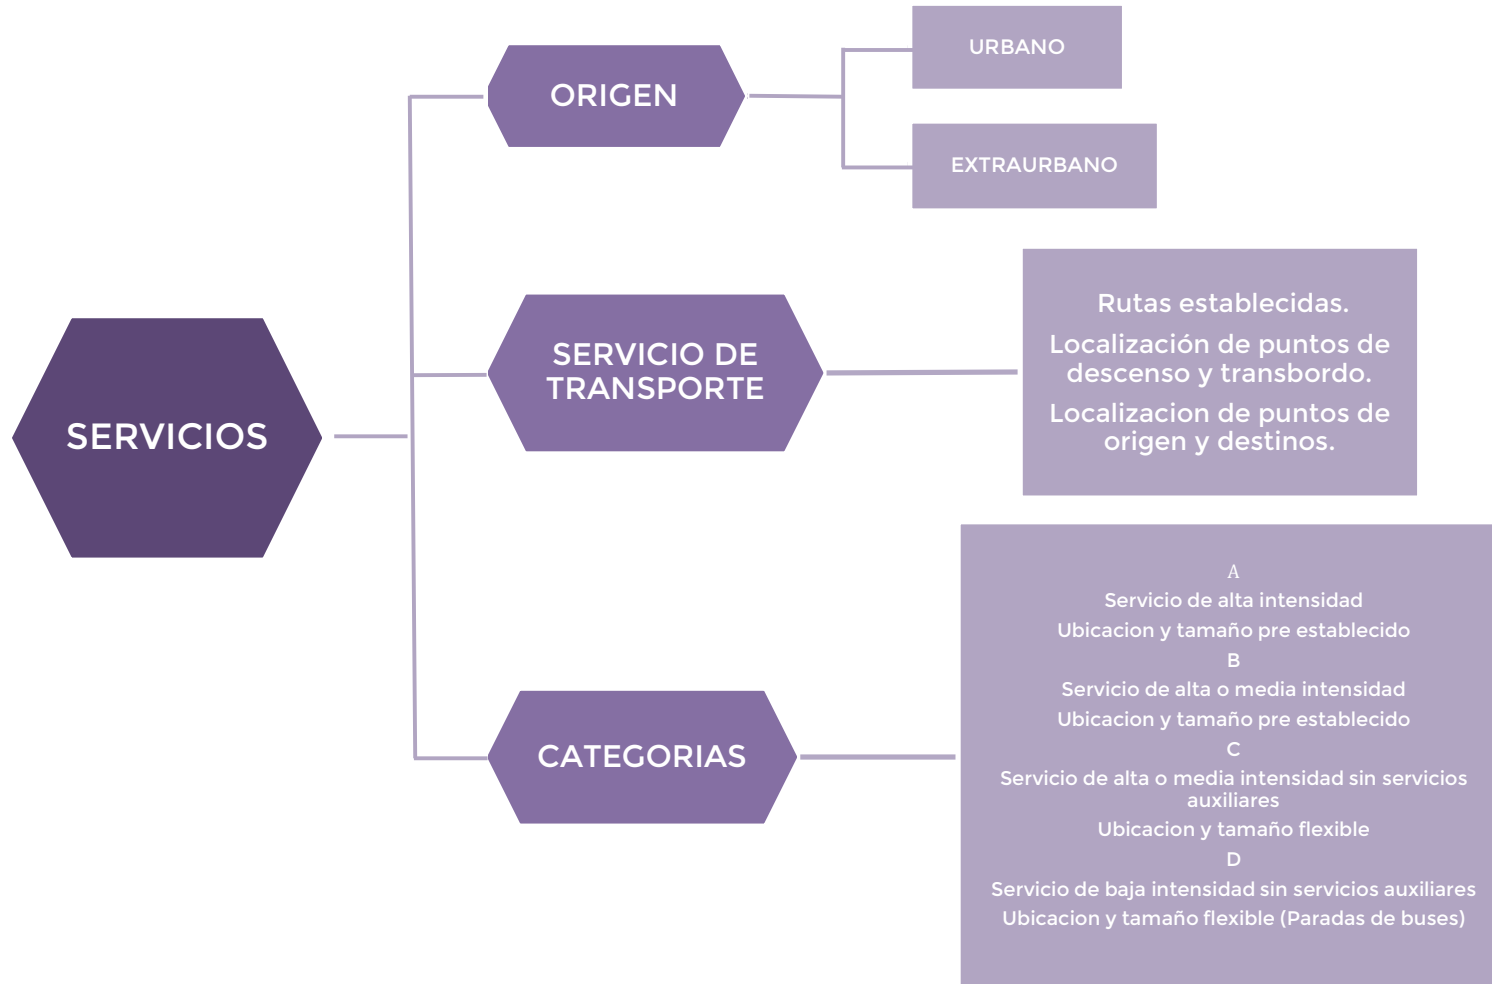 SERVICIOS
ORIGEN
URBANO
EXTRAURBANO
SERVICIO DE
TRANSPORTE
Rutas establecidas.
Localización de puntos de
descenso y transbordo.
Localizacion de puntos de
origen y destinos.
CATEGORIAS
A
Servicio de alta intensidad
Ubicacion y tamaño pre establecido
B
Servicio de alta o media intensidad
Ubicacion y tamaño pre establecido
C
Servicio de alta o media intensidad sin servicios
auxiliares
Ubicacion y tamaño flexible
D
Servicio de baja intensidad sin servicios auxiliares
Ubicacion y tamaño flexible (Paradas de buses)